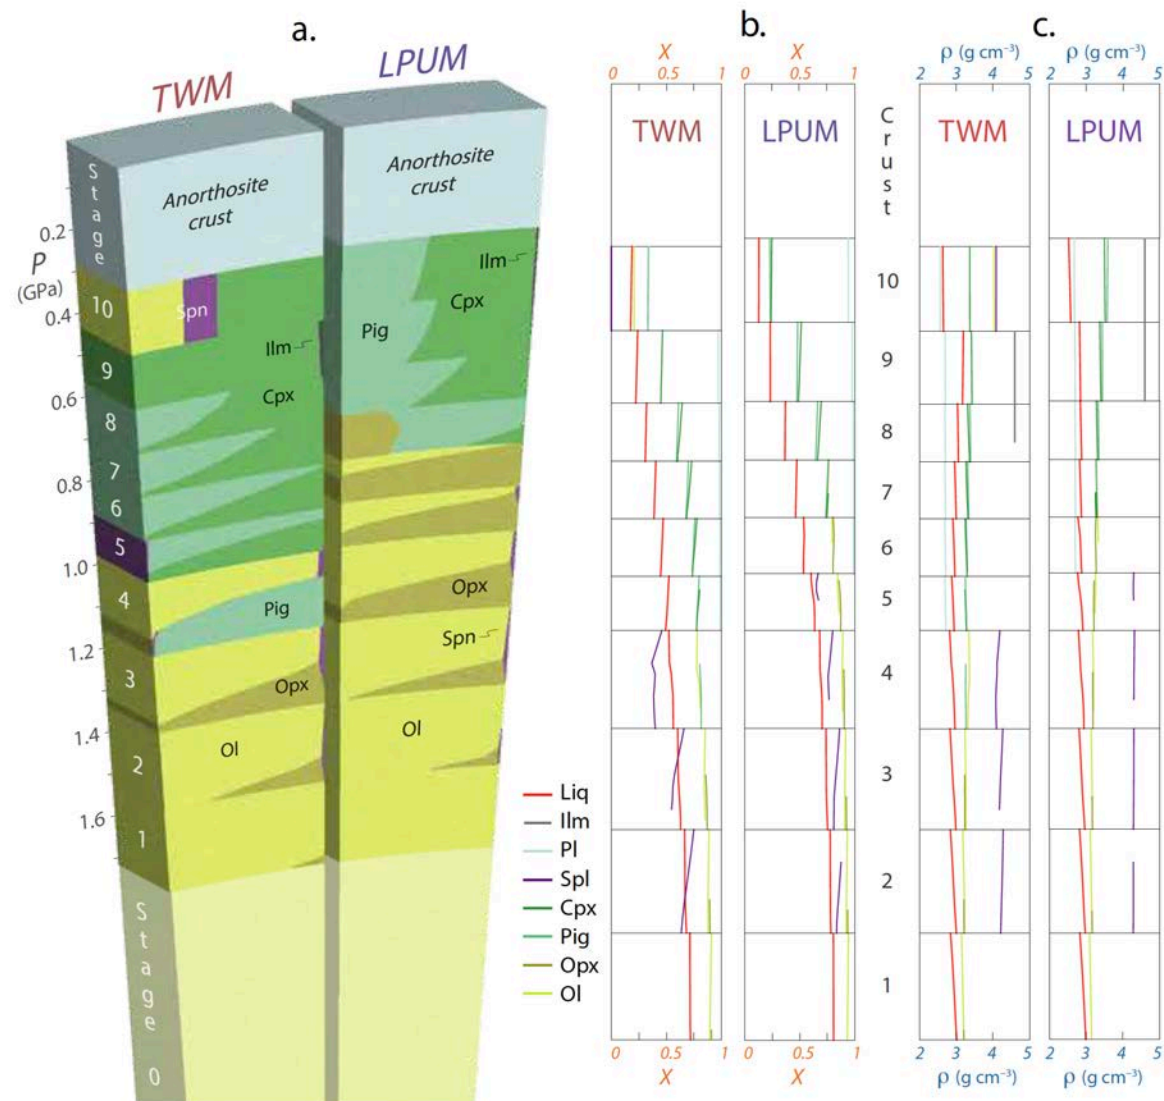 a.
b.
c.
TWM
LPUM
X
0 0.5 1
X
0 0.5 1
ρ (g cm⁻³)
2 3 4 5
ρ (g cm⁻³)
2 3 4 5
TWM
LPUM
Crust
TWM
LPUM
Stage
Anorthosite
crust
Anorthosite
crust
P
(GPa)
0.2
0.4
0.6
0.8
1.0
1.2
1.4
1.6
10
9
8
7
6
5
4
3
2
1
Stage
0
Spn
Ilm
Cpx
Pig
Opx
Ol
Ilm
Cpx
Pig
Opx
Spn
Ol
Liq
Ilm
Pl
Spl
Cpx
Pig
Opx
Ol
10
9
8
7
6
5
4
3
2
1
0 0.5 1
X
0 0.5 1
X
2 3 4 5
ρ (g cm⁻³)
2 3 4 5
ρ (g cm⁻³)